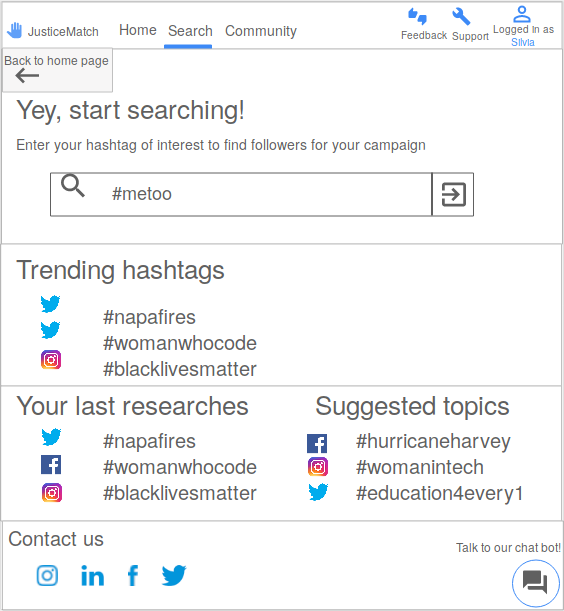 JusticeMatch
Home
Search
Community
Feedback
Support
Logged in as
Silvia
Back to home page
Yey, start searching!
Enter your hashtag of interest to find followers for your campaign
#metoo
Trending hashtags
#napafires
#womanwhocode
#blacklivesmatter
Your last researches
#napafires
#womanwhocode
#blacklivesmatter
Suggested topics
#hurricaneharvey
#womanintech
#education4every1
Contact us
Talk to our chat bot!